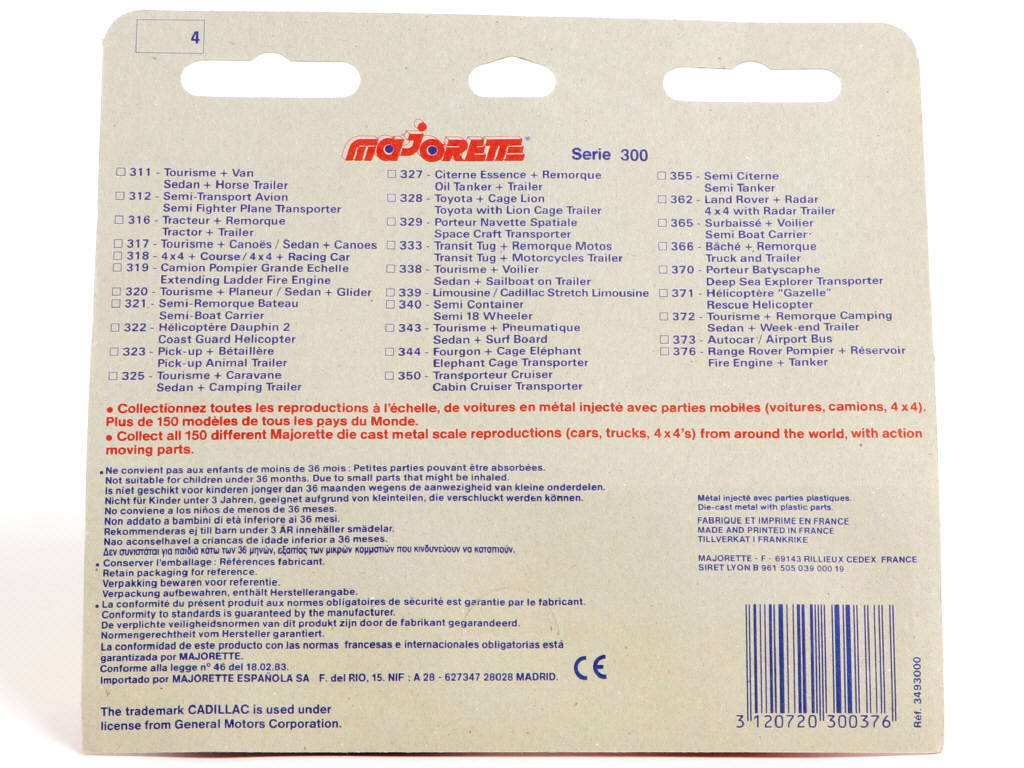 4
MAJORETTE
Serie 300
☐ 311 - Tourisme + Van
Sedan + Horse Trailer
☐ 312 - Semi-Transport Avion
Semi Fighter Plane Transporter
☐ 316 - Tracteur + Remorque
Tractor + Trailer
☐ 317 - Tourisme + Canoës / Sedan + Canoes
☐ 318 - 4x4 + Course / 4x4 + Racing Car
☐ 319 - Camion Pompier Grande Echelle
Extending Ladder Fire Engine
☐ 320 - Tourisme + Planeur / Sedan + Glider
☐ 321 - Semi-Remorque Bateau
Semi-Boat Carrier
☐ 322 - Hélicoptère Dauphin 2
Coast Guard Helicopter
☐ 323 - Pick-up + Bétaillère
Pick-up Animal Trailer
☐ 325 - Tourisme + Caravane
Sedan + Camping Trailer
☐ 327 - Citerne Essence + Remorque
Oil Tanker + Trailer
☐ 328 - Toyota + Cage Lion
Toyota with Lion Cage Trailer
☐ 329 - Porteur Navette Spatiale
Space Craft Transporter
☐ 333 - Transit Tug + Remorque Motos
Transit Tug + Motorcycles Trailer
☐ 338 - Tourisme + Voilier
Sedan + Sailboat on Trailer
☐ 339 - Limousine / Cadillac Stretch Limousine
☐ 340 - Semi Container
Semi 18 Wheeler
☐ 343 - Tourisme + Pneumatique
Sedan + Surf Board
☐ 344 - Fourgon + Cage Eléphant
Elephant Cage Transporter
☐ 350 - Transporteur Cruiser
Cabin Cruiser Transporter
☐ 355 - Semi Citerne
Semi Tanker
☐ 362 - Land Rover + Radar
4x4 with Radar Trailer
☐ 365 - Surbaissé + Voilier
Semi Boat Carrier
☐ 366 - Bâché + Remorque
Truck and Trailer
☐ 370 - Porteur Batyscaphe
Deep Sea Explorer Transporter
☐ 371 - Hélicoptère "Gazelle"
Rescue Helicopter
☐ 372 - Tourisme + Remorque Camping
Sedan + Week-end Trailer
☐ 373 - Autocar / Airport Bus
☐ 376 - Range Rover Pompier + Réservoir
Fire Engine + Tanker
• Collectionnez toutes les reproductions à l'échelle, de voitures en métal injecté avec parties mobiles (voitures, camions, 4x4).
Plus de 150 modèles de tous les pays du Monde.
• Collect all 150 different Majorette die cast metal scale reproductions (cars, trucks, 4x4's) from around the world, with action
moving parts.
• Ne convient pas aux enfants de moins de 36 mois : Petites parties pouvant être absorbées.
Not suitable for children under 36 months. Due to small parts that might be inhaled.
Is niet geschikt voor kinderen jonger dan 36 maanden wegens de aanwezigheid van kleine onderdelen.
Nicht für Kinder unter 3 Jahren, geeignet aufgrund von kleinteilen, die verschluckt werden können.
No conviene a los niños de menos de 36 meses.
Non addato a bambini di età inferiore ai 36 mesi.
Rekommenderas ej till barn under 3 ÅR innehåller smådelar.
Nao aconselhavel a criancas de idade inferior a 36 meses.
Δεν συνιστάται για παιδιά κάτω των 36 μηνών, εξαιτίας των μικρών κομματιών που κινδυνεύουν να καταπιούν.
• Conserver l'emballage : Références fabricant.
Retain packaging for reference.
Verpakking bewaren voor referentie.
Verpackung aufbewahren, enthält Herstellerangabe.
• La conformité du présent produit aux normes obligatoires de sécurité est garantie par le fabricant.
Conformity to standards is guaranteed by the manufacturer.
De verplichte veiligheidsnormen van dit produkt zijn door de fabrikant gegarandeerd.
Normengerechtheit vom Hersteller garantiert.
La conformidad de este producto con las normas francesas e internacionales obligatorias está
garantizada por MAJORETTE.
Conforme alla legge n° 46 del 18.02.83.
Importado por MAJORETTE ESPAÑOLA SA F. del RIO, 15. NIF : A 28 - 627347 28028 MADRID.
CE
The trademark CADILLAC is used under
license from General Motors Corporation.
Métal injecté avec parties plastiques.
Die-cast metal with plastic parts.
FABRIQUE ET IMPRIME EN FRANCE
MADE AND PRINTED IN FRANCE
TILLVERKAT I FRANKRIKE
MAJORETTE - F - 69143 RILLIEUX CEDEX FRANCE
SIRET LYON B 961 505 039 000 19
3 120720 300376
Réf. 3493000